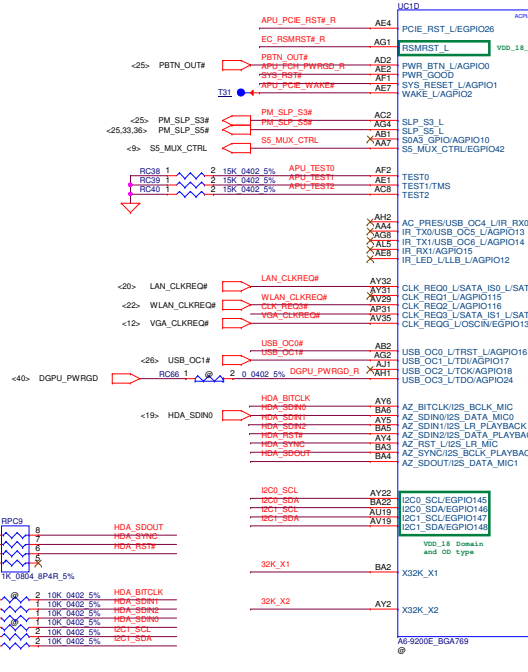 UC1D
ACPI
APU_PCIE_RST#_R AE4 PCIE_RST_L/EGPIO26
EC_RSMRST#_R AG1 RSMRST_L VDD_18_
<25> PBTN_OUT# PBTN_OUT# AD2 PWR_BTN_L/AGPIO0
APU_FCH_PWRGD_R AE2 PWR_GOOD
SYS_RST# AF1 SYS_RESET_L/AGPIO1
T31 APU_PCIE_WAKE# AE7 WAKE_L/AGPIO2
<25> PM_SLP_S3# PM_SLP_S3# AC2 SLP_S3_L
<25,33,36> PM_SLP_S5# PM_SLP_S5# AG4 SLP_S5_L
AB1 S0A3_GPIO/AGPIO10
<9> S5_MUX_CTRL S5_MUX_CTRL AA7 S5_MUX_CTRL/EGPIO42
RC38 1 2 15K_0402_5% APU_TEST0 AF2 TEST0
RC39 1 2 15K_0402_5% APU_TEST1 AE1 TEST1/TMS
RC40 1 2 15K_0402_5% APU_TEST2 AC8 TEST2
AH2 AC_PRES/USB_OC4_L/IR_RX0
AA4 IR_TX0/USB_OC5_L/AGPIO13
AG8 IR_TX1/USB_OC6_L/AGPIO14
AL5 IR_RX1/AGPIO15
AE8 IR_LED_L/LLB_L/AGPIO12
<20> LAN_CLKREQ# LAN_CLKREQ# AY32 CLK_REQ0_L/SATA_IS0_L/SAT
AY31 CLK_REQ1_L/AGPIO115
<22> WLAN_CLKREQ# WLAN_CLKREQ# AV29 CLK_REQ2_L/AGPIO116
CLK_REQ3# AP31 CLK_REQ3_L/SATA_IS1_L/SAT
<12> VGA_CLKREQ# VGA_CLKREQ# AV35 CLK_REQG_L/OSCIN/EGPIO13
USB_OC0# AB2 USB_OC0_L/TRST_L/AGPIO16
<26> USB_OC1# USB_OC1# AG2 USB_OC1_L/TDI/AGPIO17
AJ1 USB_OC2_L/TCK/AGPIO18
<40> DGPU_PWRGD RC66 1 @ 2 0_0402_5% DGPU_PWRGD_R AH1 USB_OC3_L/TDO/AGPIO24
HDA_BITCLK AY6 AZ_BITCLK/I2S_BCLK_MIC
<19> HDA_SDIN0 HDA_SDIN0 BA6 AZ_SDIN0/I2S_DATA_MIC0
HDA_SDIN1 AY5 AZ_SDIN1/I2S_LR_PLAYBACK
HDA_SDIN2 BA5 AZ_SDIN2/I2S_DATA_PLAYBAC
HDA_RST# AY4 AZ_RST_L/I2S_LR_MIC
HDA_SYNC BA3 AZ_SYNC/I2S_BCLK_PLAYBAC
HDA_SDOUT BA4 AZ_SDOUT/I2S_DATA_MIC1
I2C0_SCL AY22 I2C0_SCL/EGPIO145
I2C0_SDA BA22 I2C0_SDA/EGPIO146
I2C1_SCL AU19 I2C1_SCL/EGPIO147
I2C1_SDA AV19 I2C1_SDA/EGPIO148
VDD_18 Domain
and OD type
RPC9
8 HDA_SDOUT
7 HDA_SYNC
6 HDA_RST#
5
1K_0804_8P4R_5%
32K_X1 BA2 X32K_X1
@ 2 10K_0402_5% HDA_BITCLK
1 10K_0402_5% HDA_SDIN1
1 10K_0402_5% HDA_SDIN2
@ 1 10K_0402_5% HDA_SDIN0
2 10K_0402_5% I2C1_SCL
2 10K_0402_5% I2C1_SDA
32K_X2 AY2 X32K_X2
A6-9200E_BGA769
@